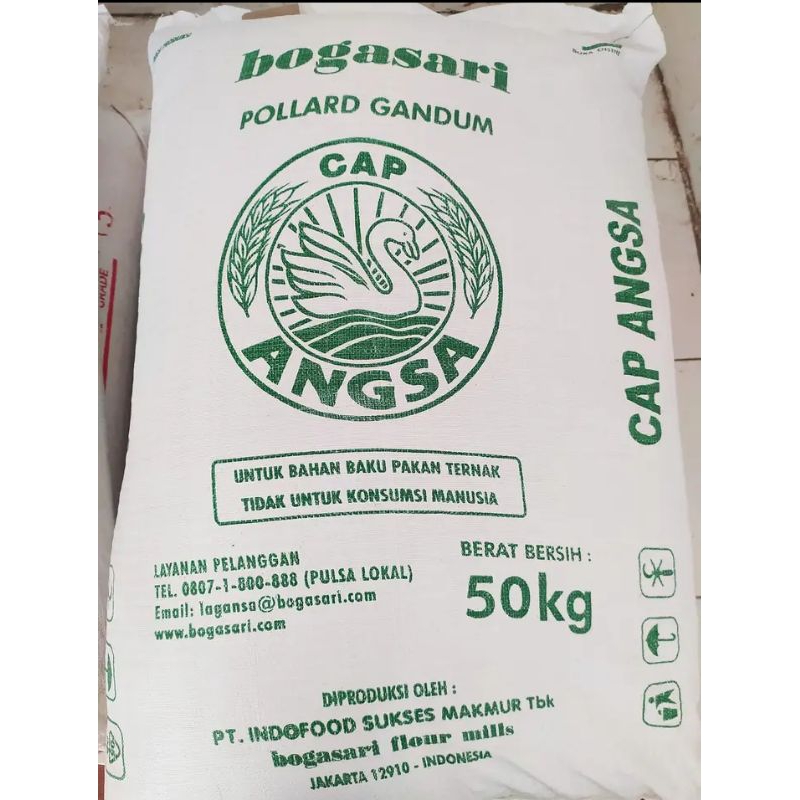 bogasari
POLLARD GANDUM
CAP
ANGSA
CAP ANGSA
UNTUK BAHAN BAKU PAKAN TERNAK
TIDAK UNTUK KONSUMSI MANUSIA
LAYANAN PELANGGAN
TEL. 0807-1-800-888 (PULSA LOKAL)
Email: lagansa@bogasari.com
www.bogasari.com
BERAT BERSIH :
50kg
DIPRODUKSI OLEH :
PT. INDOFOOD SUKSES MAKMUR Tbk
bogasari flour mills
JAKARTA 12910 - INDONESIA
GRADE